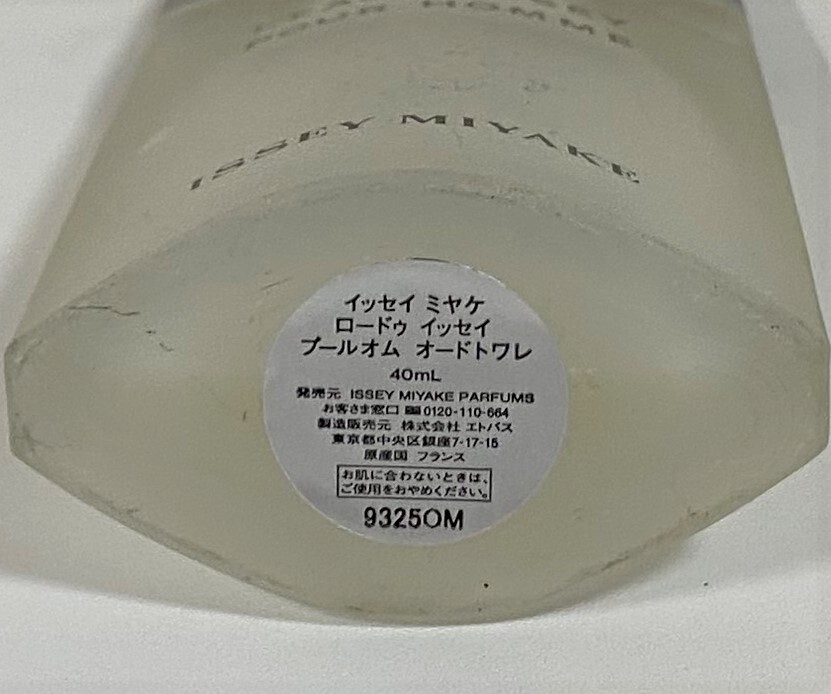 POUR HOMME
ISSEY MIYAKE
イッセイ ミヤケ
ロードゥ イッセイ
プールオム オードトワレ
40mL
発売元 ISSEY MIYAKE PARFUMS
お客さま窓口 0120-110-664
製造販売元 株式会社 エトバス
東京都中央区銀座7-17-15
原産国 フランス
お肌に合わないときは、
ご使用をおやめください。
9325OM